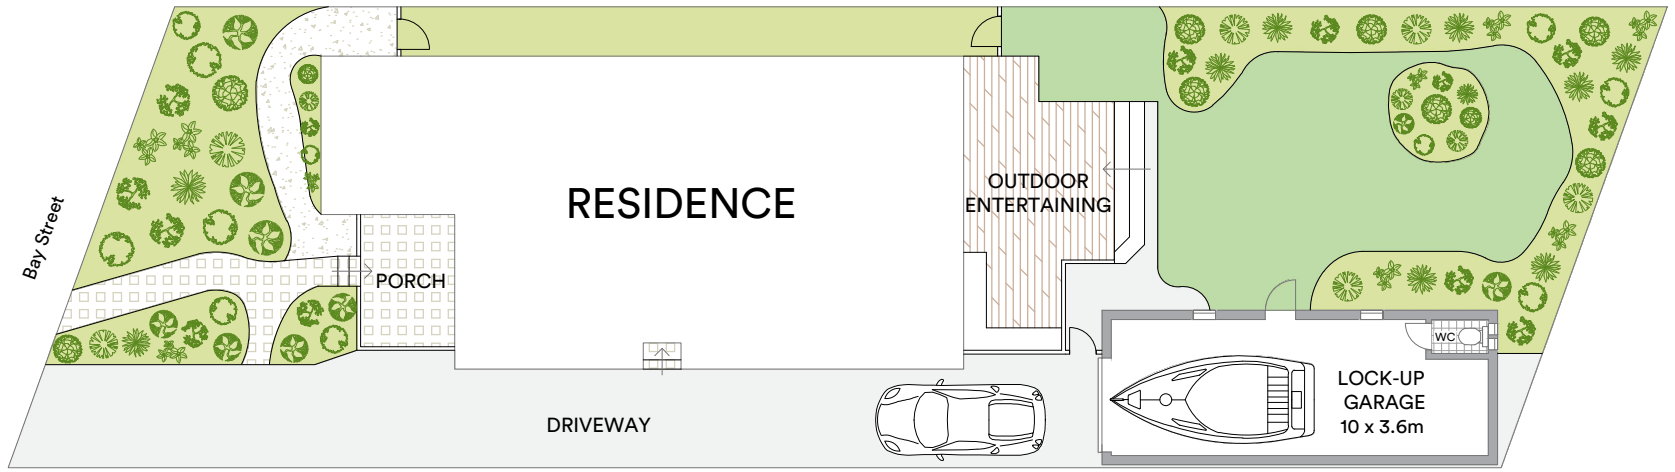 Bay Street
RESIDENCE
OUTDOOR
ENTERTAINING
PORCH
DRIVEWAY
WC
LOCK-UP
GARAGE
10 x 3.6m